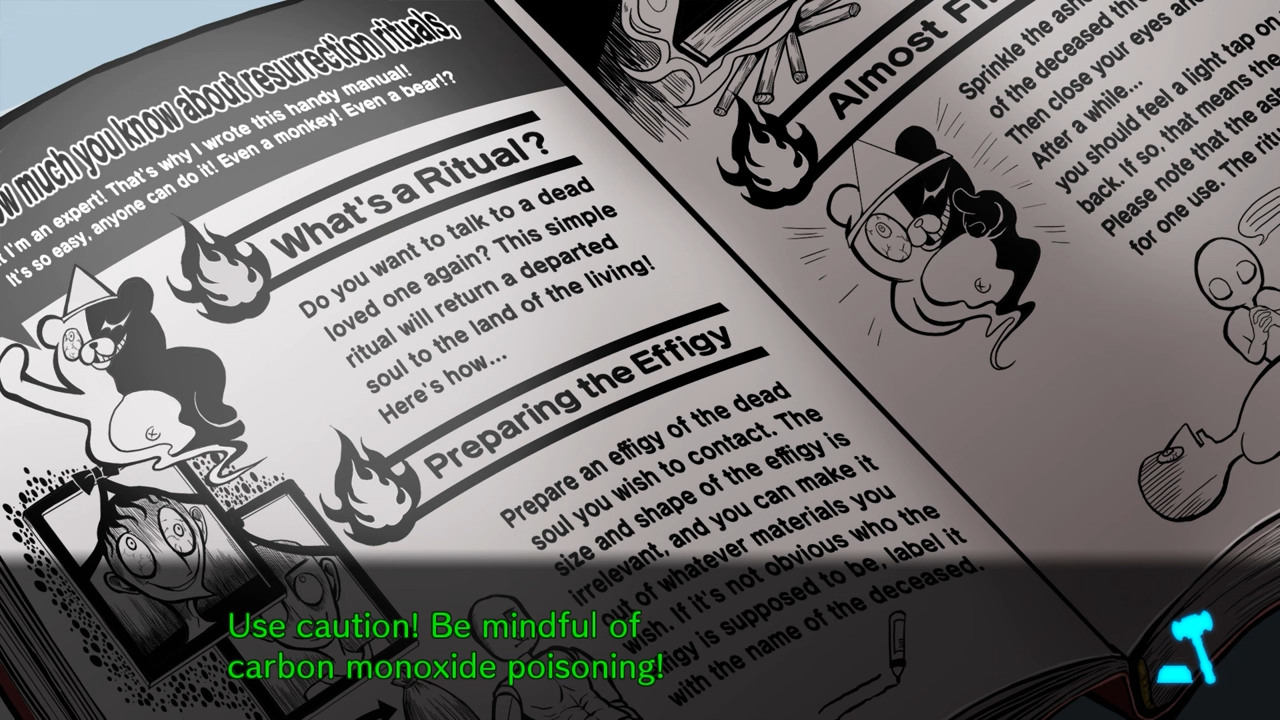 ow much you know about resurrection rituals,
I'm an expert! That's why I wrote this handy manual!
It's so easy, anyone can do it! Even a monkey! Even a bear!?
What's a Ritual?
Do you want to talk to a dead
loved one again? This simple
ritual will return a departed
soul to the land of the living!
Here's how...
Preparing the Effigy
Prepare an effigy of the dead
soul you wish to contact. The
size and shape of the effigy is
irrelevant, and you can make it
out of whatever materials you
wish. If it's not obvious who the
effigy is supposed to be, label it
with the name of the deceased.
Almost
Sprinkle the ashe
of the deceased thr
Then close your eyes an
After a while...
you should feel a light tap on
back. If so, that means the
Please note that the ash
for one use. The ri
Use caution! Be mindful of
carbon monoxide poisoning!